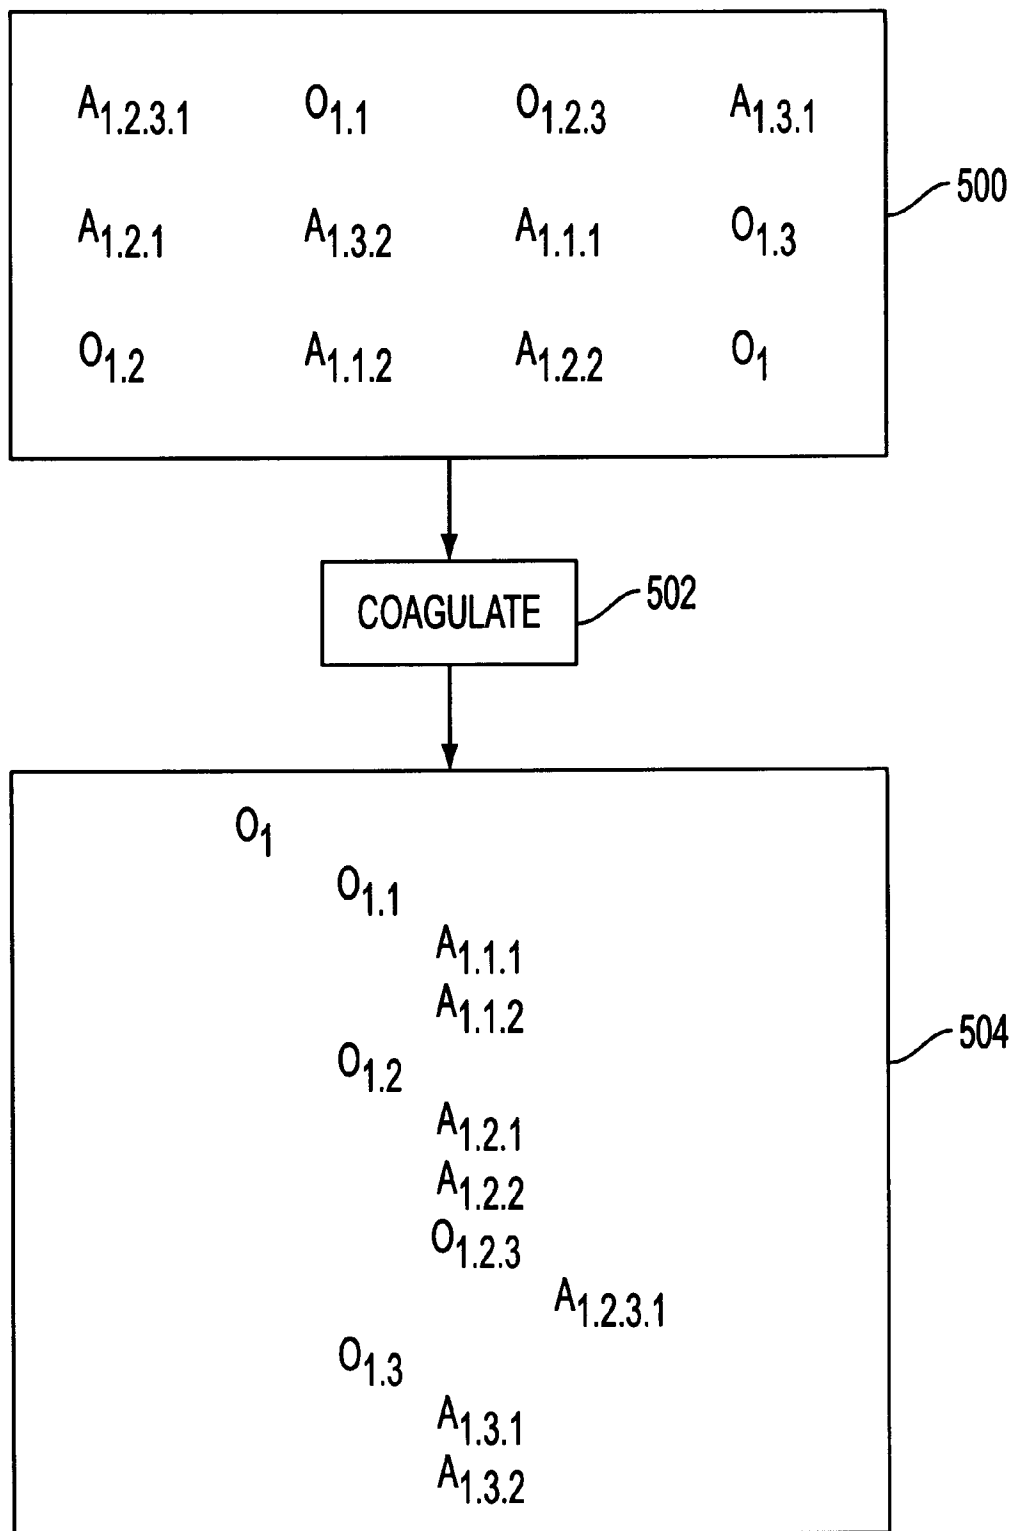 A1.2.3.1 O1.1 O1.2.3 A1.3.1
500
A1.2.1 A1.3.2 A1.1.1 O1.3
O1.2 A1.1.2 A1.2.2 O1
COAGULATE
502
O1
O1.1
A1.1.1
A1.1.2
504
O1.2
A1.2.1
A1.2.2
O1.2.3
A1.2.3.1
O1.3
A1.3.1
A1.3.2